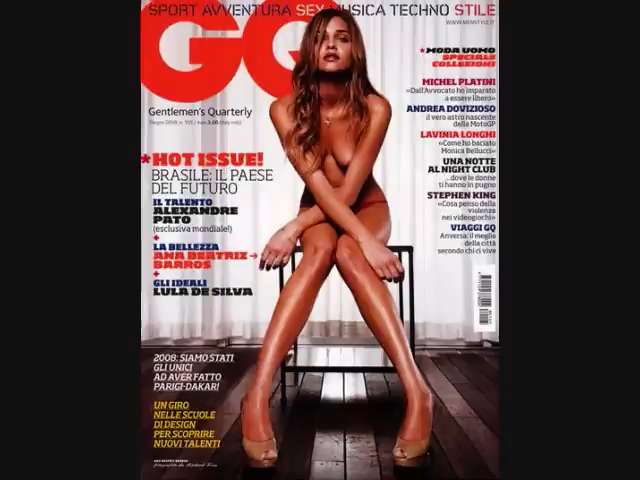 SPORT AVVENTURA SEX MUSICA TECHNO STILE
WWW.MENSTYLE.IT
GQ
Gentlemen's Quarterly
*MODA UOMO
SPECIALE
COLLEZIONI
MICHEL PLATINI
«Dall'Avvocato ho imparato
a essere libero»
ANDREA DOVIZIOSO
il vero astro nascente
della MotoGP
LAVINIA LONGHI
«Come ho baciato
Monica Bellucci»
UNA NOTTE
AL NIGHT CLUB
...dove le donne
ti hanno in pugno
STEPHEN KING
«Cosa penso della
violenza
nei videogiochi»
VIAGGI GQ
Anversa: il meglio
della città
secondo chi ci vive
*HOT ISSUE!
BRASILE: IL PAESE
DEL FUTURO
IL TALENTO
ALEXANDRE
PATO
(esclusiva mondiale!)
+
LA BELLEZZA
ANA BEATRIZ →
BARROS
+
GLI IDEALI
LULA DE SILVA
2008: SIAMO STATI
GLI UNICI
AD AVER FATTO
PARIGI-DAKAR!
UN GIRO
NELLE SCUOLE
DI DESIGN
PER SCOPRIRE
NUOVI TALENTI